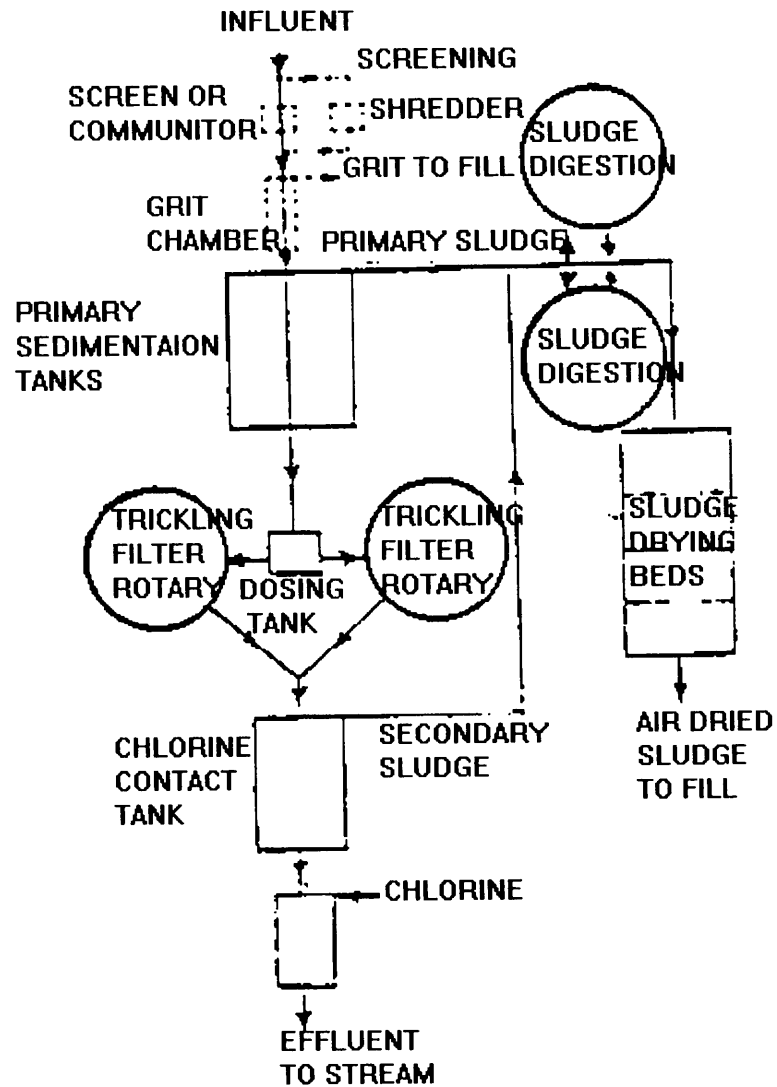 INFLUENT
SCREENING
SCREEN OR
COMMUNITOR
SHREDDER
SLUDGE
DIGESTION
GRIT TO FILL
GRIT
CHAMBER
PRIMARY SLUDGE
PRIMARY
SEDIMENTAION
TANKS
SLUDGE
DIGESTION
TRICKLING
FILTER
ROTARY
DOSING
TANK
TRICKLING
FILTER
ROTARY
SLUDGE
DRYING
BEDS
AIR DRIED
SLUDGE
TO FILL
CHLORINE
CONTACT
TANK
SECONDARY
SLUDGE
CHLORINE
EFFLUENT
TO STREAM